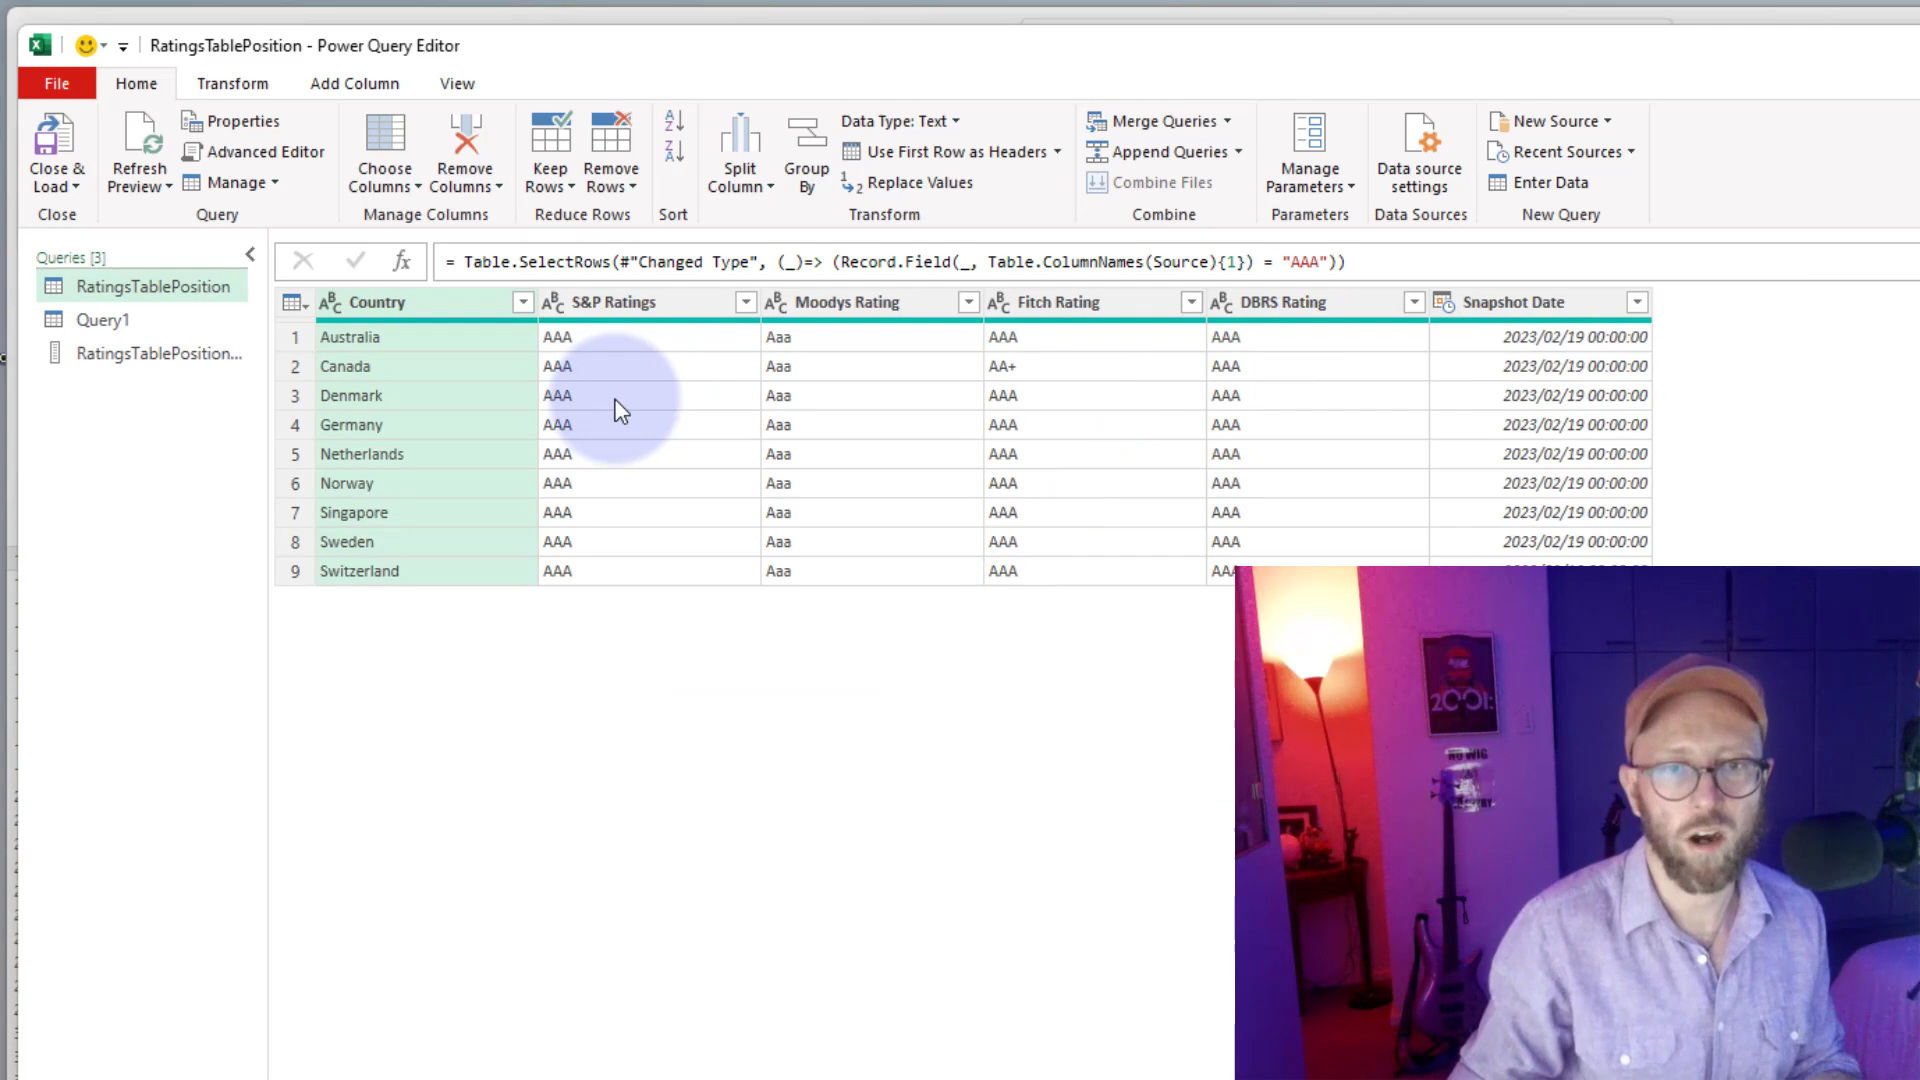 RatingsTablePosition - Power Query Editor
File Home Transform Add Column View
Close & Load
Close
Refresh Preview
Properties
Advanced Editor
Manage
Query
Choose Columns
Remove Columns
Manage Columns
Keep Rows
Remove Rows
Reduce Rows
Sort
Split Column
Group By
Data Type: Text
Use First Row as Headers
Replace Values
Transform
Merge Queries
Append Queries
Combine Files
Combine
Manage Parameters
Parameters
Data source settings
Data Sources
New Source
Recent Sources
Enter Data
New Query
Queries [3]
RatingsTablePosition
Query1
RatingsTablePosition...
fx = Table.SelectRows(#"Changed Type", (_)=> (Record.Field(_, Table.ColumnNames(Source){1}) = "AAA"))
Country S&P Ratings Moodys Rating Fitch Rating DBRS Rating Snapshot Date
1 Australia AAA Aaa AAA AAA 2023/02/19 00:00:00
2 Canada AAA Aaa AA+ AAA 2023/02/19 00:00:00
3 Denmark AAA Aaa AAA AAA 2023/02/19 00:00:00
4 Germany AAA Aaa AAA AAA 2023/02/19 00:00:00
5 Netherlands AAA Aaa AAA AAA 2023/02/19 00:00:00
6 Norway AAA Aaa AAA AAA 2023/02/19 00:00:00
7 Singapore AAA Aaa AAA AAA 2023/02/19 00:00:00
8 Sweden AAA Aaa AAA AAA 2023/02/19 00:00:00
9 Switzerland AAA Aaa AAA
2001:
NO WIG